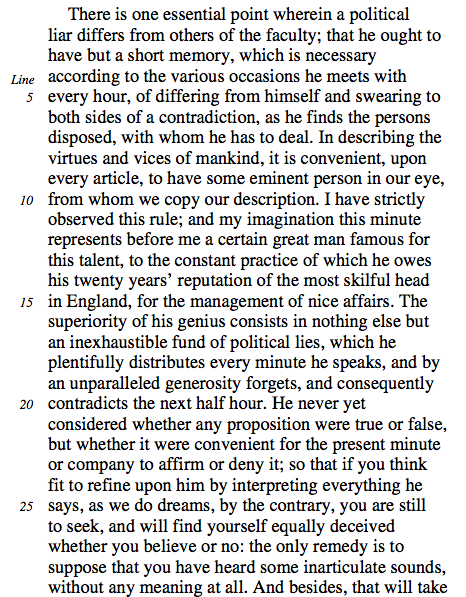 There is one essential point wherein a political
liar differs from others of the faculty; that he ought to
have but a short memory, which is necessary
Line according to the various occasions he meets with
5 every hour, of differing from himself and swearing to
both sides of a contradiction, as he finds the persons
disposed, with whom he has to deal. In describing the
virtues and vices of mankind, it is convenient, upon
every article, to have some eminent person in our eye,
10 from whom we copy our description. I have strictly
observed this rule; and my imagination this minute
represents before me a certain great man famous for
this talent, to the constant practice of which he owes
his twenty years’ reputation of the most skilful head
15 in England, for the management of nice affairs. The
superiority of his genius consists in nothing else but
an inexhaustible fund of political lies, which he
plentifully distributes every minute he speaks, and by
an unparalleled generosity forgets, and consequently
20 contradicts the next half hour. He never yet
considered whether any proposition were true or false,
but whether it were convenient for the present minute
or company to affirm or deny it; so that if you think
fit to refine upon him by interpreting everything he
25 says, as we do dreams, by the contrary, you are still
to seek, and will find yourself equally deceived
whether you believe or no: the only remedy is to
suppose that you have heard some inarticulate sounds,
without any meaning at all. And besides, that will take